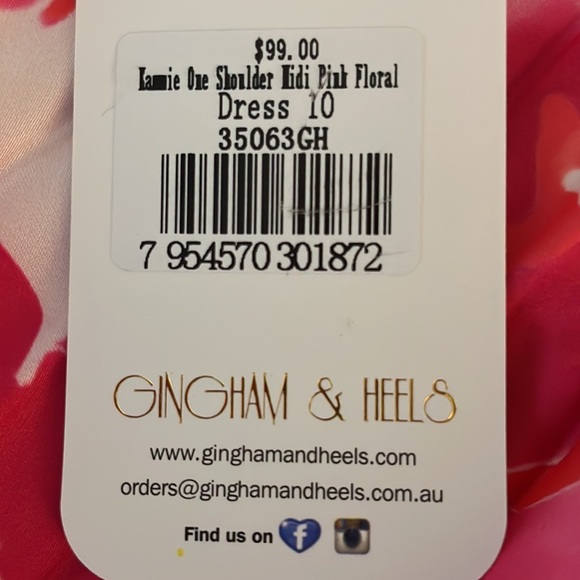 $99.00
Kammie One Shoulder Midi Pink Floral
Dress 10
35063GH
7 954570 301872
GINGHAM & HEELS
www.ginghamandheels.com
orders@ginghamandheels.com.au
Find us on